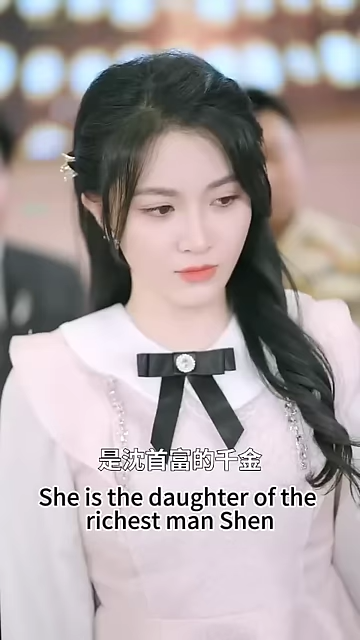 是沈首富的千金
She is the daughter of the
richest man Shen